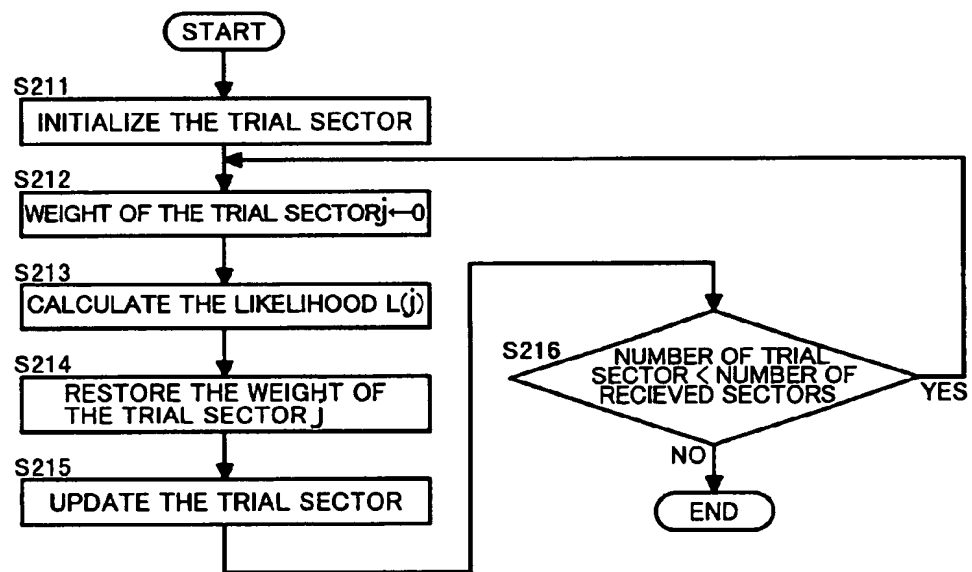 START
S211
INITIALIZE THE TRIAL SECTOR
S212
WEIGHT OF THE TRIAL SECTORj←0
S213
CALCULATE THE LIKELIHOOD L(j)
S214
RESTORE THE WEIGHT OF
THE TRIAL SECTOR j
S215
UPDATE THE TRIAL SECTOR
S216
NUMBER OF TRIAL
SECTOR < NUMBER OF
RECIEVED SECTORS
YES
NO
END